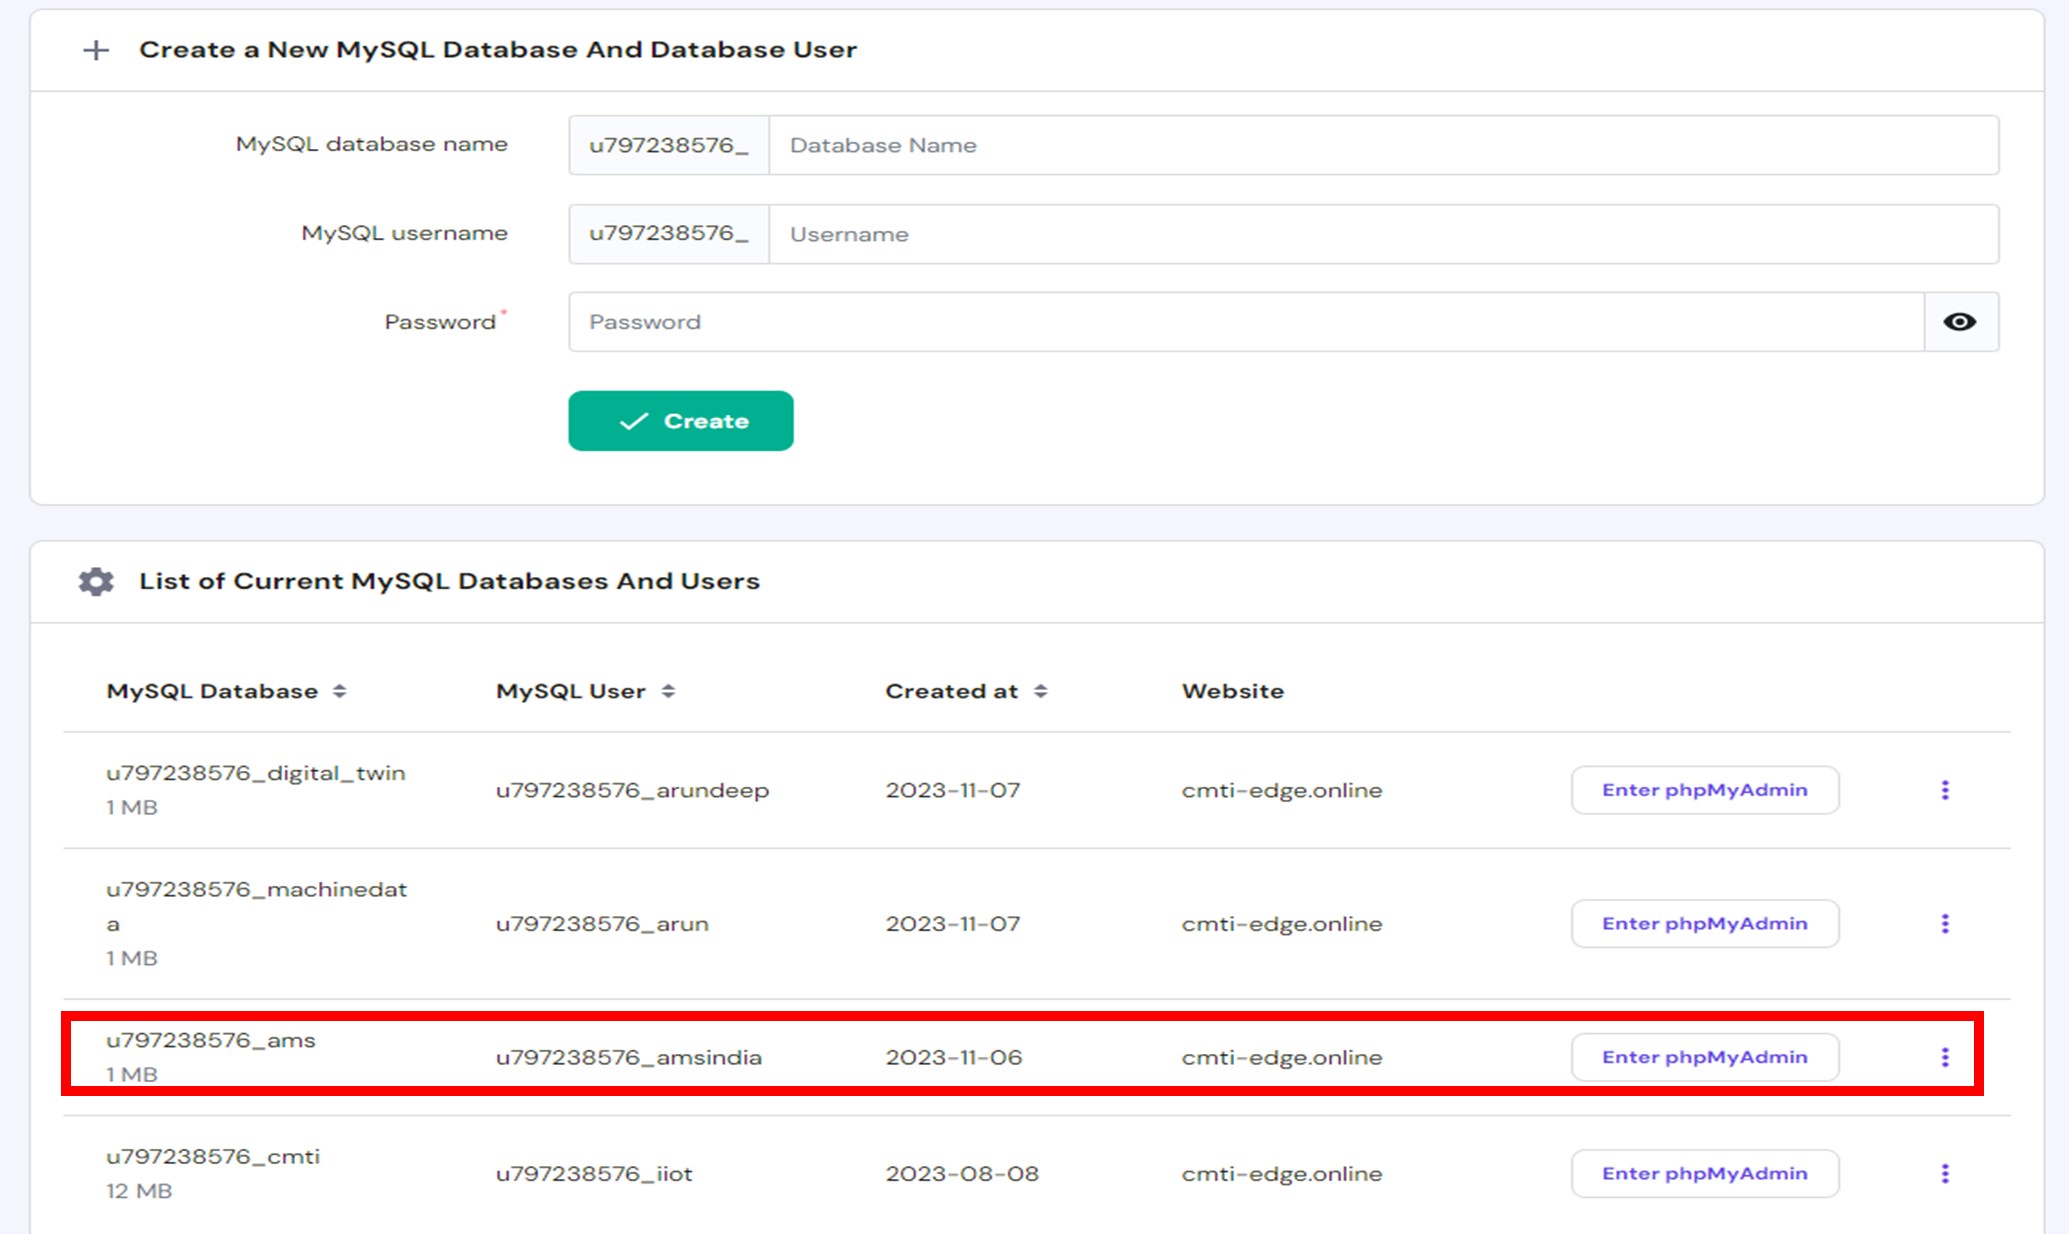 Create a New MySQL Database And Database User
MySQL database name u797238576_ Database Name
MySQL username u797238576_ Username
Password* Password
Create
List of Current MySQL Databases And Users
MySQL Database MySQL User Created at Website
u797238576_digital_twin
1 MB
u797238576_arundeep 2023-11-07 cmti-edge.online Enter phpMyAdmin
u797238576_machinedat
a
1 MB
u797238576_arun 2023-11-07 cmti-edge.online Enter phpMyAdmin
u797238576_ams
1 MB
u797238576_amsindia 2023-11-06 cmti-edge.online Enter phpMyAdmin
u797238576_cmti
12 MB
u797238576_iiot 2023-08-08 cmti-edge.online Enter phpMyAdmin